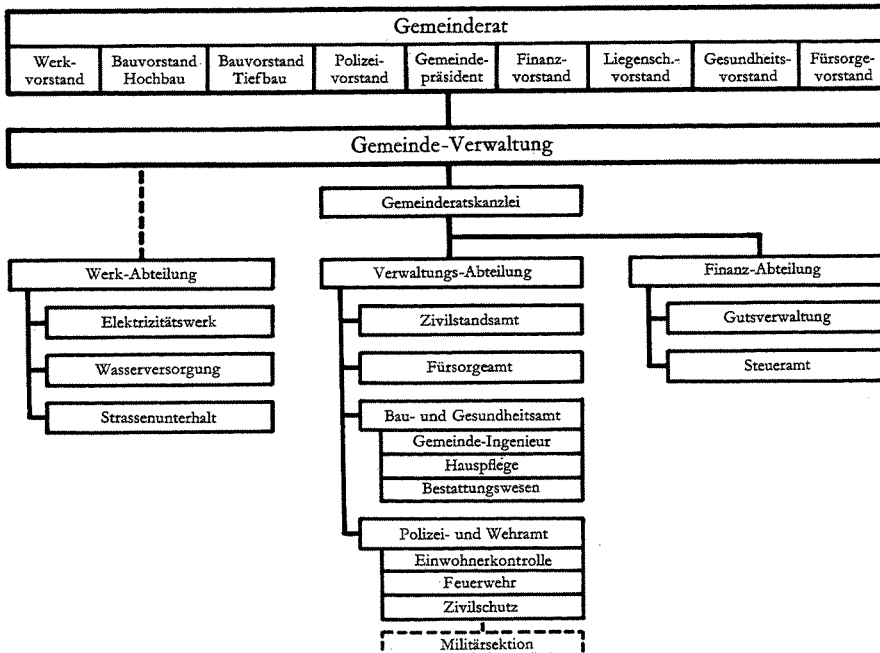 Gemeinderat
Werk-
vorstand
Bauvorstand
Hochbau
Bauvorstand
Tiefbau
Polizei-
vorstand
Gemeinde-
präsident
Finanz-
vorstand
Liegensch.-
vorstand
Gesundheits-
vorstand
Fürsorge-
vorstand
Gemeinde-Verwaltung
Gemeinderatskanzlei
Werk-Abteilung
Elektrizitätswerk
Wasserversorgung
Strassenunterhalt
Verwaltungs-Abteilung
Zivilstandsamt
Fürsorgeamt
Bau- und Gesundheitsamt
Gemeinde-Ingenieur
Hauspflege
Bestattungswesen
Polizei- und Wehramt
Einwohnerkontrolle
Feuerwehr
Zivilschutz
Militärsektion
Finanz-Abteilung
Gutsverwaltung
Steueramt